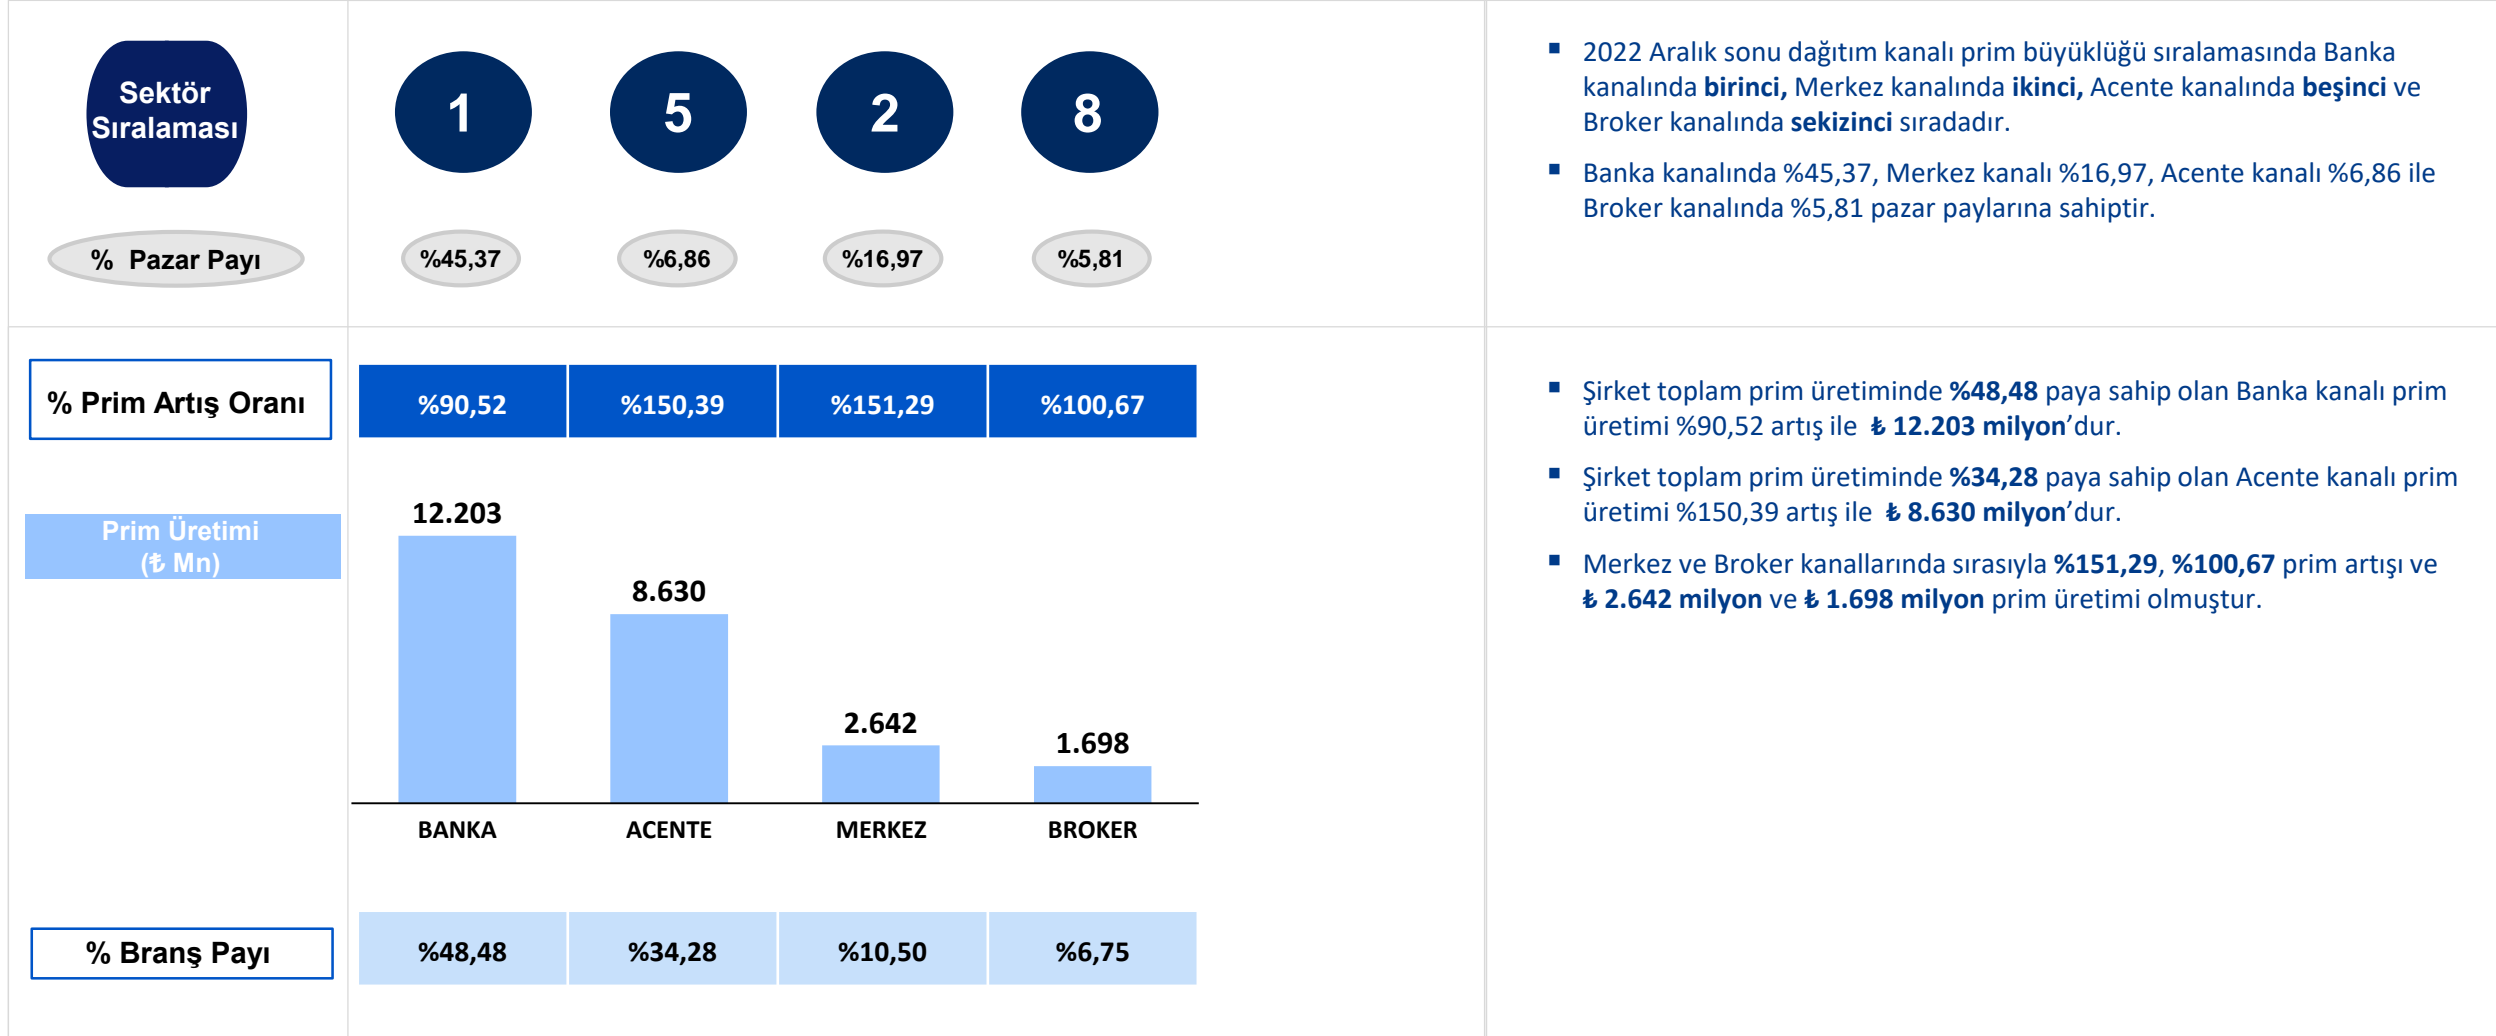 Sektör
Sıralaması
1
5
2
8
% Pazar Payı
%45,37
%6,86
%16,97
%5,81
▪ 2022 Aralık sonu dağıtım kanalı prim büyüklüğü sıralamasında Banka
kanalında birinci, Merkez kanalında ikinci, Acente kanalında beşinci ve
Broker kanalında sekizinci sıradadır.
▪ Banka kanalında %45,37, Merkez kanalı %16,97, Acente kanalı %6,86 ile
Broker kanalında %5,81 pazar paylarına sahiptir.
% Prim Artış Oranı
%90,52
%150,39
%151,29
%100,67
Prim Üretimi
(₺ Mn)
12.203
8.630
2.642
1.698
BANKA
ACENTE
MERKEZ
BROKER
% Branş Payı
%48,48
%34,28
%10,50
%6,75
▪ Şirket toplam prim üretiminde %48,48 paya sahip olan Banka kanalı prim
üretimi %90,52 artış ile ₺ 12.203 milyon’dur.
▪ Şirket toplam prim üretiminde %34,28 paya sahip olan Acente kanalı prim
üretimi %150,39 artış ile ₺ 8.630 milyon’dur.
▪ Merkez ve Broker kanallarında sırasıyla %151,29, %100,67 prim artışı ve
₺ 2.642 milyon ve ₺ 1.698 milyon prim üretimi olmuştur.